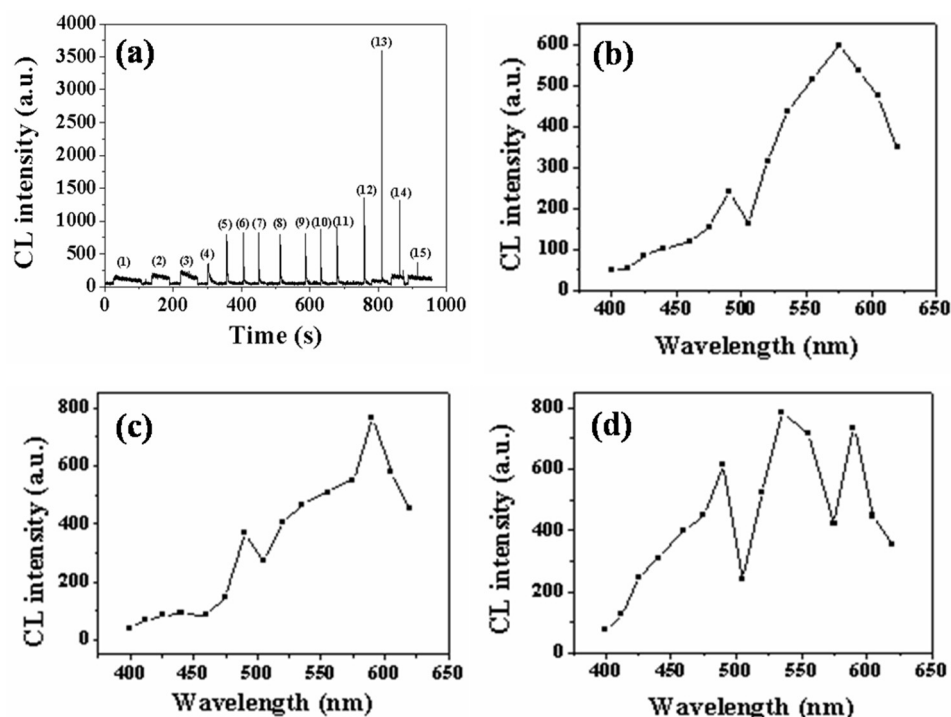 (a)
CL intensity (a.u.)
4000
3500
3000
2500
2000
1500
1000
500
0
(1)
(2)
(3)
(4)
(5)
(6)
(7)
(8)
(9)
(10)
(11)
(12)
(13)
(14)
(15)
0 200 400 600 800 1000
Time (s)
(b)
CL intensity (a.u.)
600
500
400
300
200
100
0
400 450 500 550 600 650
Wavelength (nm)
(c)
CL intensity (a.u.)
800
600
400
200
0
400 450 500 550 600 650
Wavelength (nm)
(d)
CL intensity (a.u.)
800
600
400
200
0
400 450 500 550 600 650
Wavelength (nm)